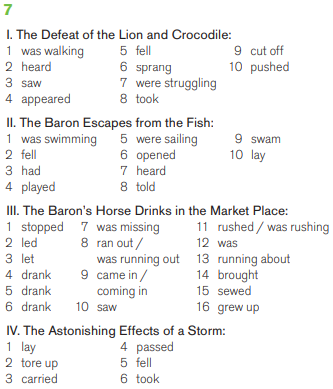 7
I. The Defeat of the Lion and Crocodile:
1 was walking 5 fell 9 cut off
2 heard 6 sprang 10 pushed
3 saw 7 were struggling
4 appeared 8 took
II. The Baron Escapes from the Fish:
1 was swimming 5 were sailing 9 swam
2 fell 6 opened 10 lay
3 had 7 heard
4 played 8 told
III. The Baron's Horse Drinks in the Market Place:
1 stopped 7 was missing 11 rushed / was rushing
2 led 8 ran out / 12 was
3 let was running out 13 running about
4 drank 9 came in / 14 brought
5 drank coming in 15 sewed
6 drank 10 saw 16 grew up
IV. The Astonishing Effects of a Storm:
1 lay 4 passed
2 tore up 5 fell
3 carried 6 took